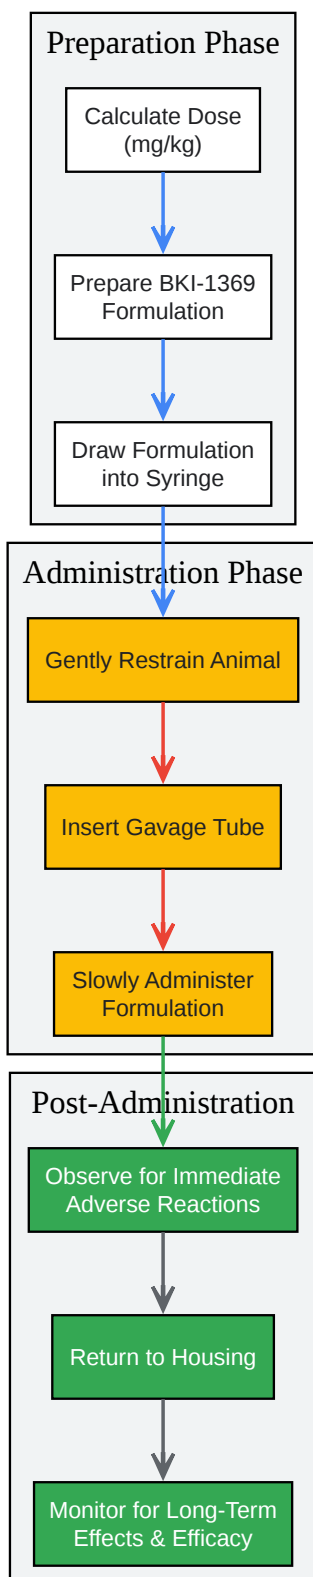 Preparation Phase
Calculate Dose
(mg/kg)
Prepare BKI-1369
Formulation
Draw Formulation
into Syringe
Administration Phase
Gently Restrain Animal
Insert Gavage Tube
Slowly Administer
Formulation
Post-Administration
Observe for Immediate
Adverse Reactions
Return to Housing
Monitor for Long-Term
Effects & Efficacy